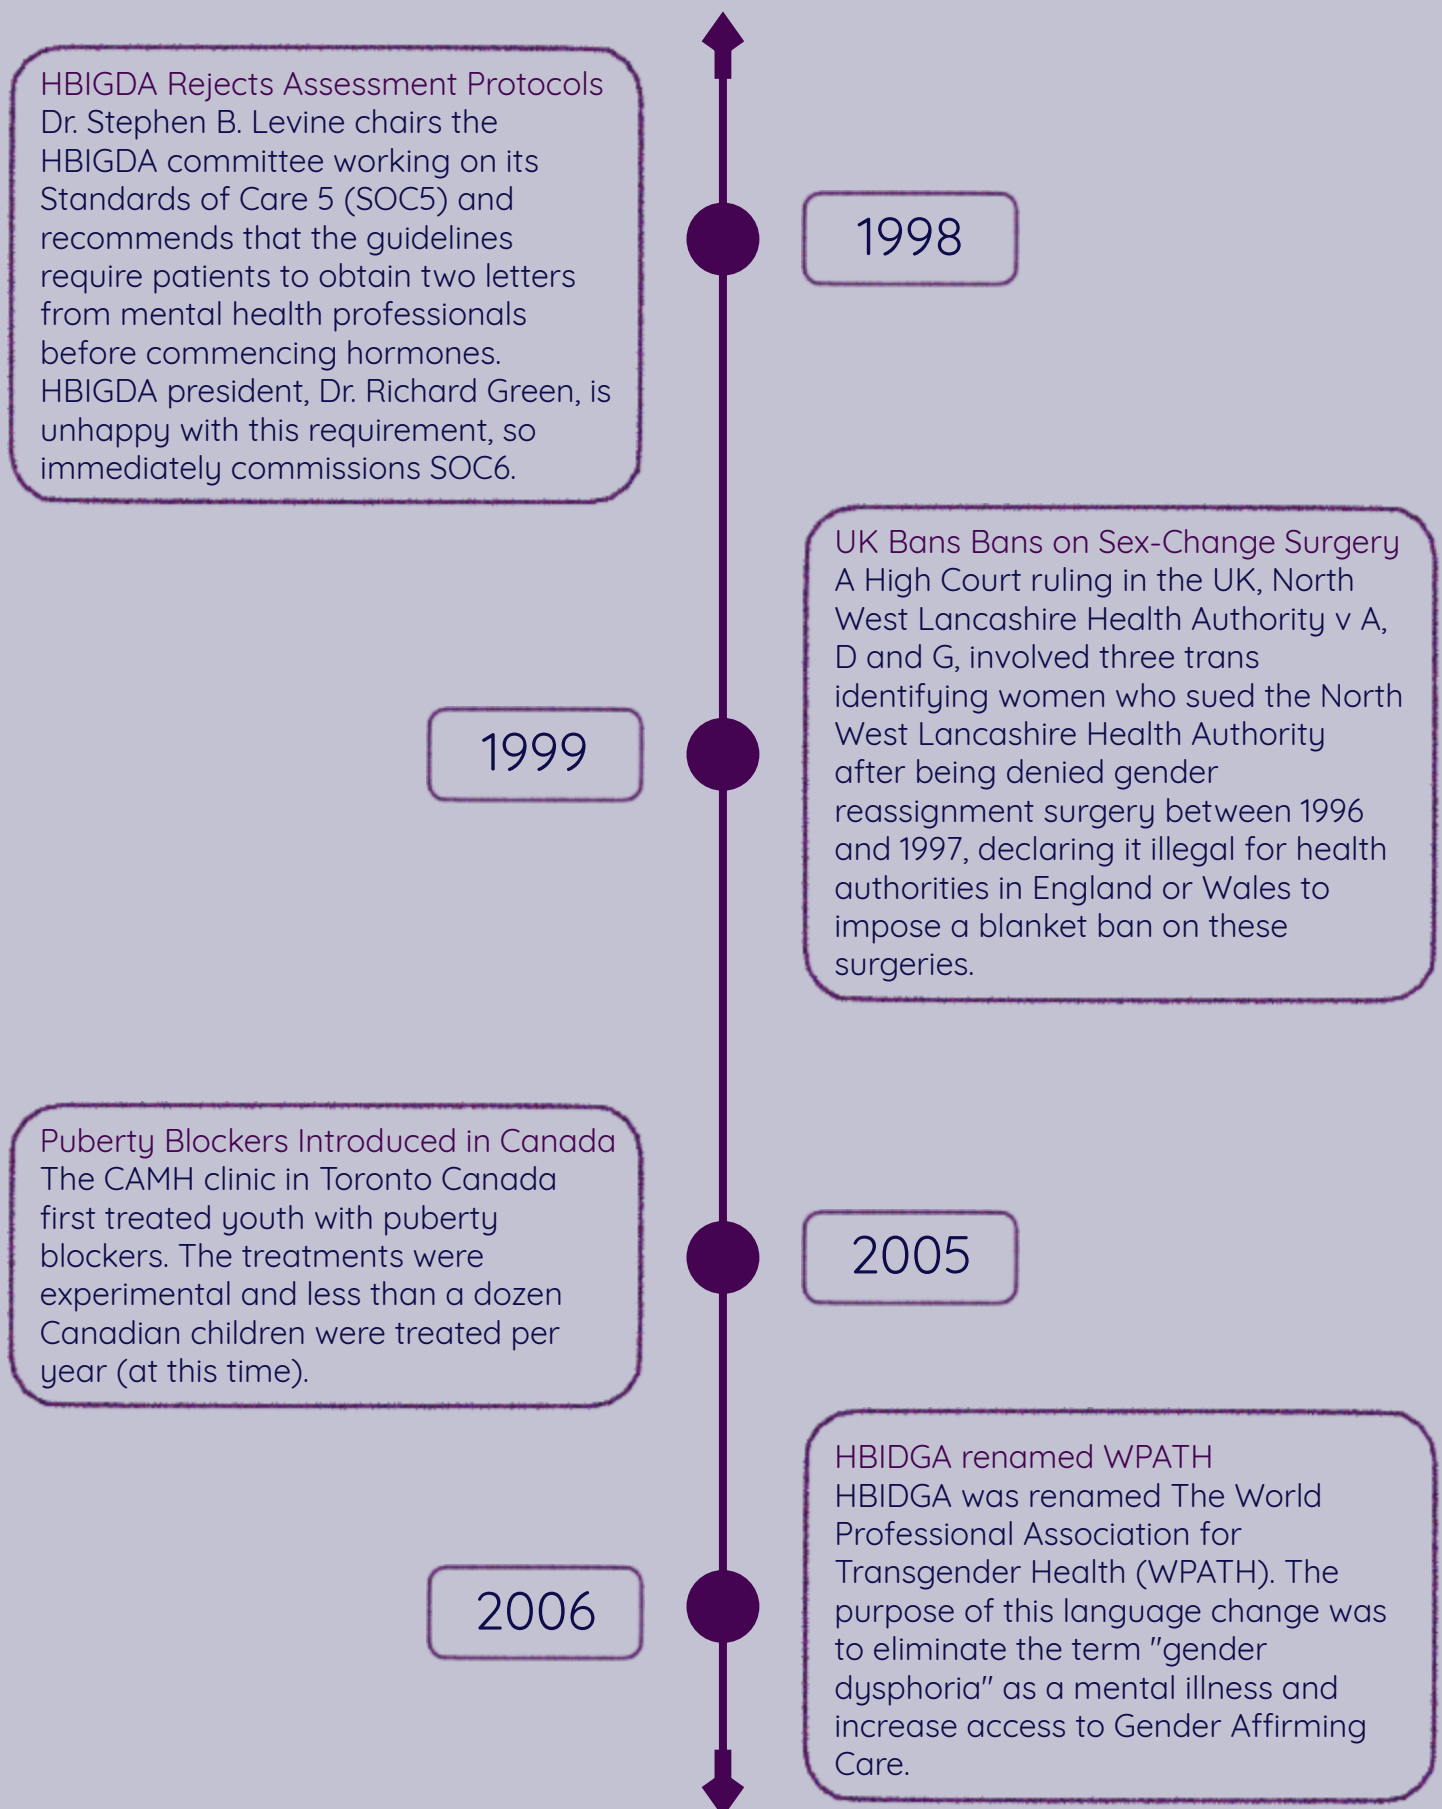 HBIGDA Rejects Assessment Protocols
Dr. Stephen B. Levine chairs the
HBIGDA committee working on its
Standards of Care 5 (SOC5) and
recommends that the guidelines
require patients to obtain two letters
from mental health professionals
before commencing hormones.
HBIGDA president, Dr. Richard Green, is
unhappy with this requirement, so
immediately commissions SOC6.
1998
UK Bans Bans on Sex-Change Surgery
A High Court ruling in the UK, North
West Lancashire Health Authority v A,
D and G, involved three trans
identifying women who sued the North
West Lancashire Health Authority
after being denied gender
reassignment surgery between 1996
and 1997, declaring it illegal for health
authorities in England or Wales to
impose a blanket ban on these
surgeries.
1999
Puberty Blockers Introduced in Canada
The CAMH clinic in Toronto Canada
first treated youth with puberty
blockers. The treatments were
experimental and less than a dozen
Canadian children were treated per
year (at this time).
2005
HBIDGA renamed WPATH
HBIDGA was renamed The World
Professional Association for
Transgender Health (WPATH). The
purpose of this language change was
to eliminate the term "gender
dysphoria" as a mental illness and
increase access to Gender Affirming
Care.
2006